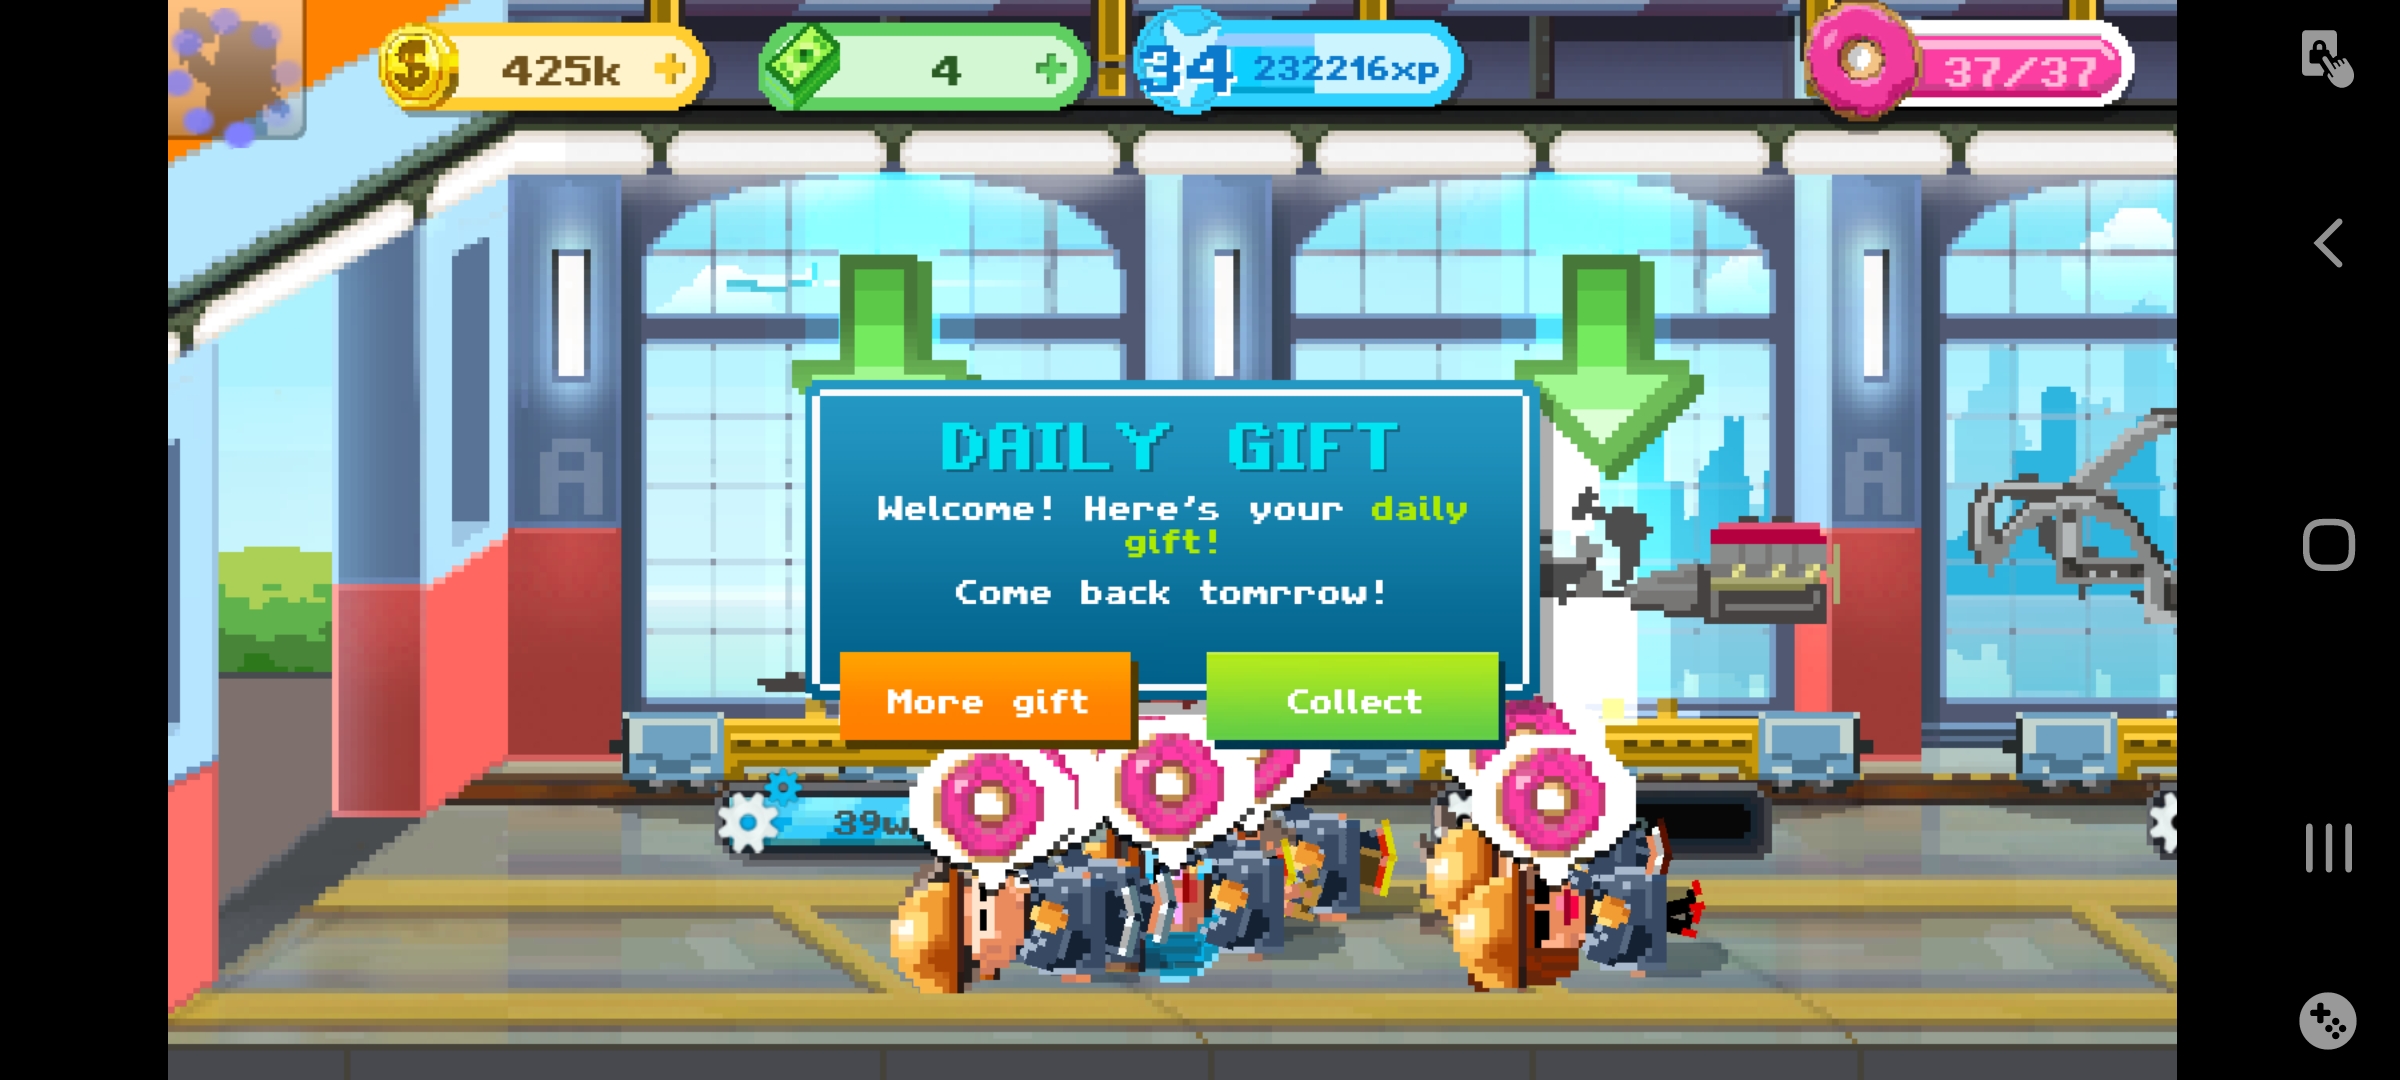 425k
4
34 232216xp
37/37
A
A
DAILY GIFT
Welcome! Here's your daily
gift!
Come back tomrrow!
More gift
Collect